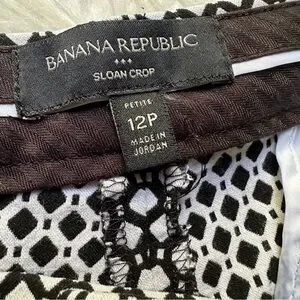 BANANA REPUBLIC
SLOAN CROP
PETITE
12P
MADE IN
JORDAN